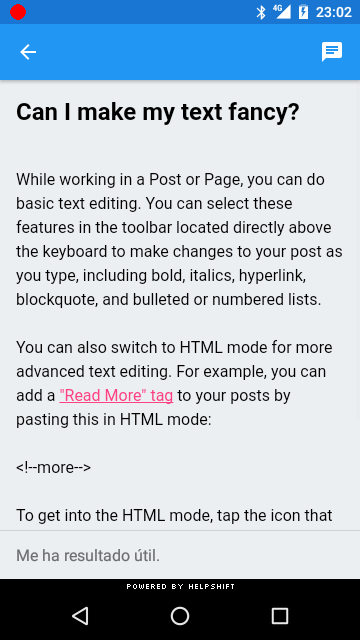 4G 23:02
Can I make my text fancy?
While working in a Post or Page, you can do
basic text editing. You can select these
features in the toolbar located directly above
the keyboard to make changes to your post as
you type, including bold, italics, hyperlink,
blockquote, and bulleted or numbered lists.
You can also switch to HTML mode for more
advanced text editing. For example, you can
add a "Read More" tag to your posts by
pasting this in HTML mode:
<!--more-->
To get into the HTML mode, tap the icon that
Me ha resultado útil.
POWERED BY HELPSHIFT